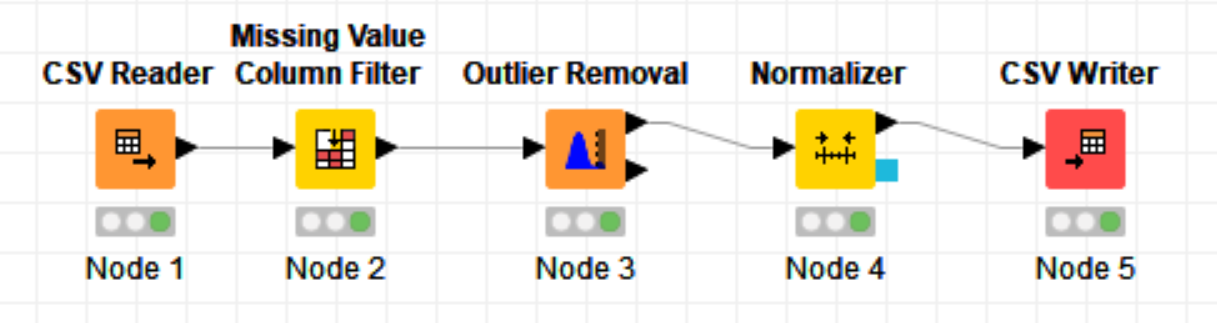 Missing Value
CSV Reader Column Filter Outlier Removal Normalizer CSV Writer
Node 1 Node 2 Node 3 Node 4 Node 5